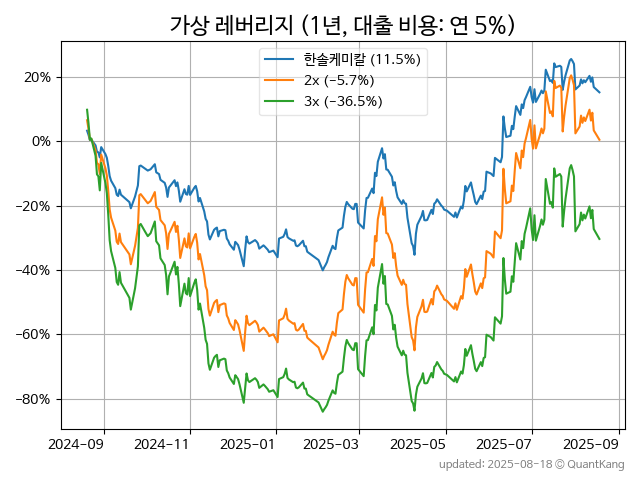 가상 레버리지 (1년, 대출 비용: 연 5%)
한솔케미칼 (11.5%)
2x (−5.7%)
3x (−36.5%)
20%
0%
−20%
−40%
−60%
−80%
2024-09 2024-11 2025-01 2025-03 2025-05 2025-07 2025-09
updated: 2025-08-18 © QuantKang